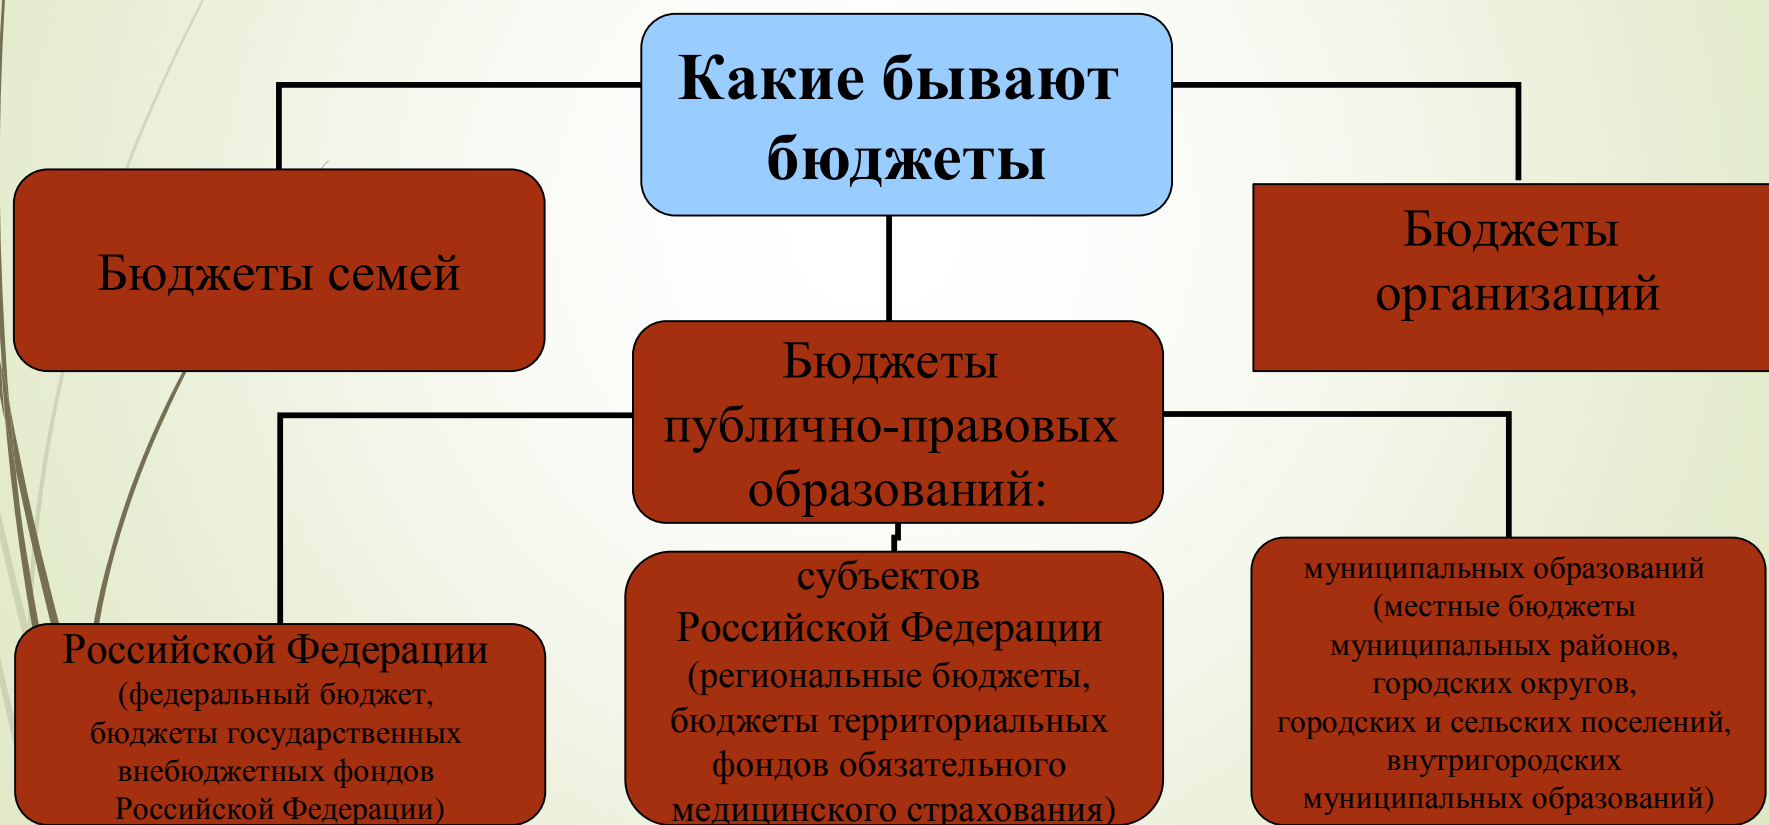 Какие бывают
бюджеты
Бюджеты семей
Бюджеты
организаций
Бюджеты
публично-правовых
образований:
Российской Федерации
(федеральный бюджет,
бюджеты государственных
внебюджетных фондов
Российской Федерации)
субъектов
Российской Федерации
(региональные бюджеты,
бюджеты территориальных
фондов обязательного
медицинского страхования)
муниципальных образований
(местные бюджеты
муниципальных районов,
городских округов,
городских и сельских поселений,
внутригородских
муниципальных образований)